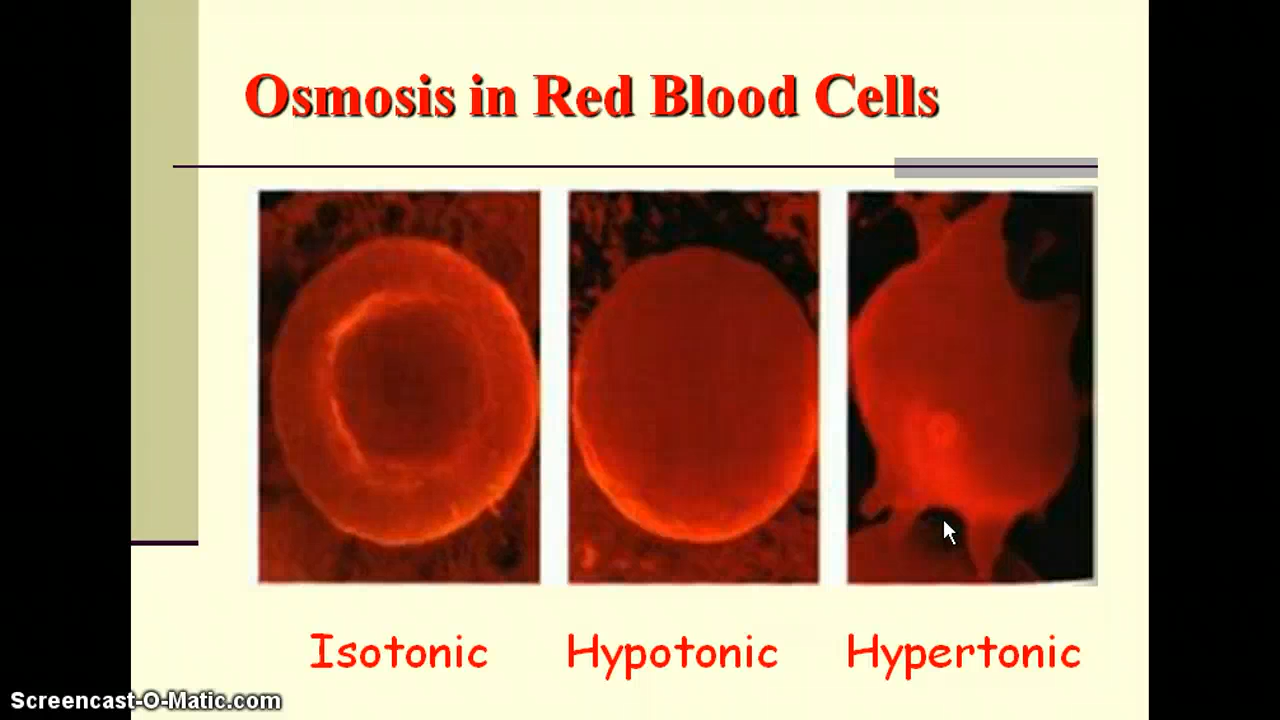 Osmosis in Red Blood Cells
Isotonic Hypotonic Hypertonic
Screencast-O-Matic.com